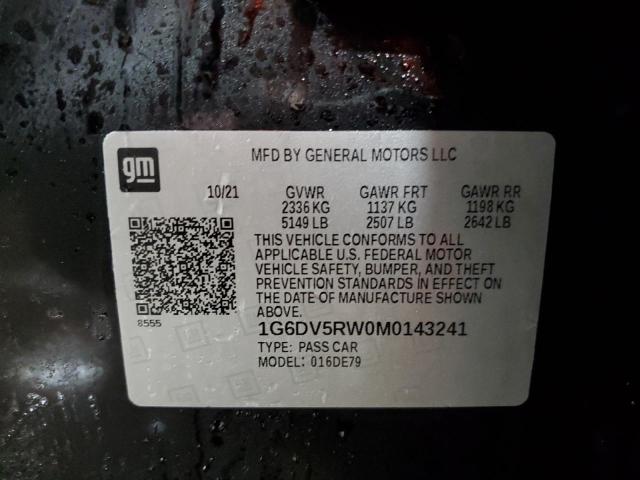 gm
MFD BY GENERAL MOTORS LLC
10/21 GVWR GAWR FRT GAWR RR
2336 KG 1137 KG 1198 KG
5149 LB 2507 LB 2642 LB
THIS VEHICLE CONFORMS TO ALL
APPLICABLE U.S. FEDERAL MOTOR
VEHICLE SAFETY, BUMPER, AND THEFT
PREVENTION STANDARDS IN EFFECT ON
THE DATE OF MANUFACTURE SHOWN
ABOVE.
8555
1G6DV5RW0M0143241
TYPE: PASS CAR
MODEL: 016DE79